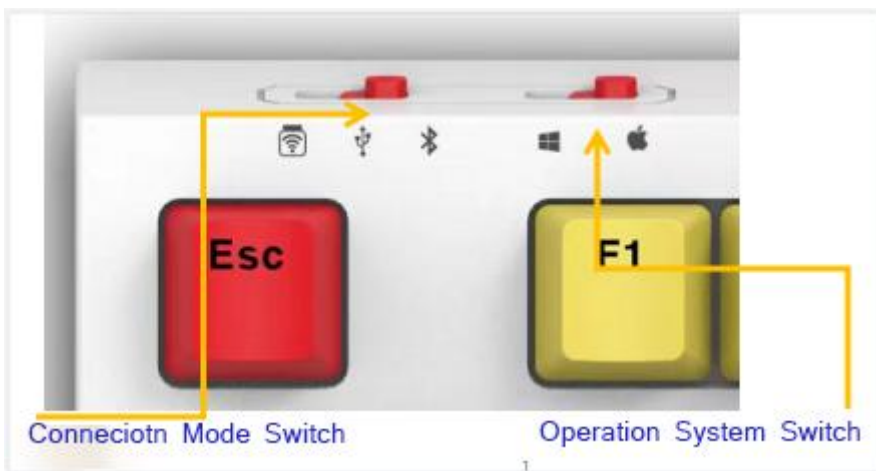 Esc
F1
Conneciotn Mode Switch
Operation System Switch
1